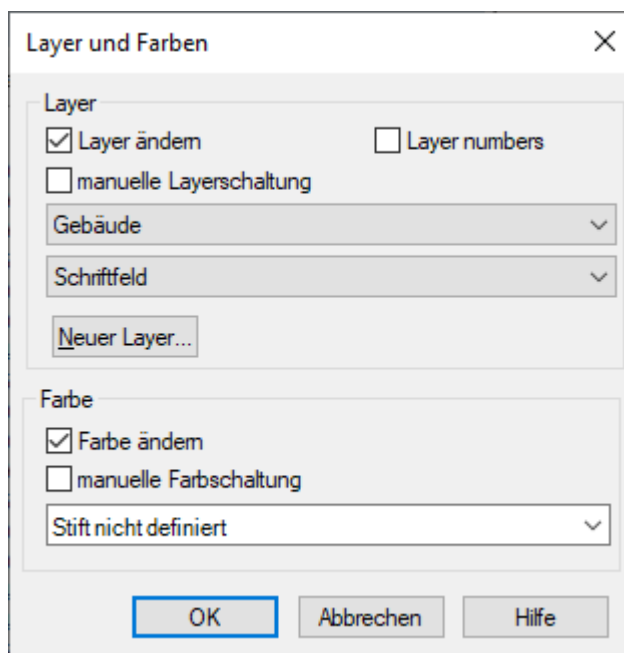 Layer und Farben
Layer
Layer ändern
Layer numbers
manuelle Layerschaltung
Gebäude
Schriftfeld
Neuer Layer...
Farbe
Farbe ändern
manuelle Farbschaltung
Stift nicht definiert
OK
Abbrechen
Hilfe